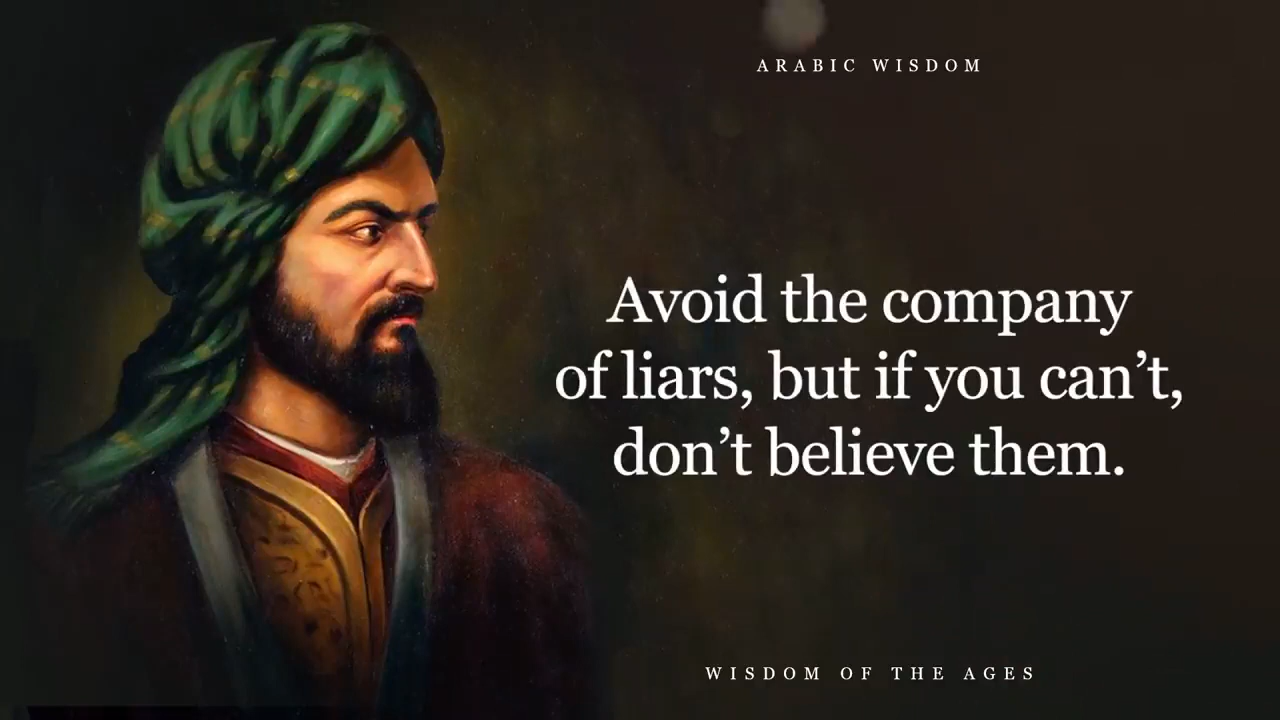 ARABIC WISDOM
Avoid the company
of liars, but if you can’t,
don’t believe them.
WISDOM OF THE AGES